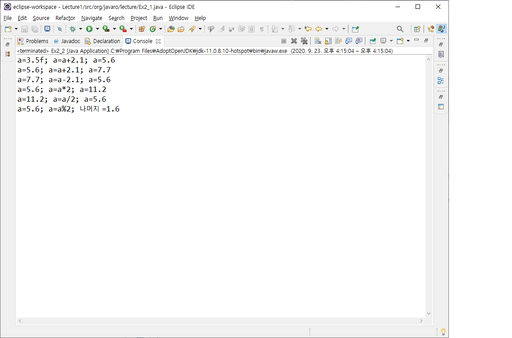 eclipse-workspace - Lecture1/src/org/javaro/lecture/Ex2_1.java - Eclipse IDE
File Edit Source Refactor Navigate Search Project Run Window Help
Problems Javadoc Declaration Console
<terminated> Ex2_2 [Java Application] C:\Program Files\AdoptOpenJDK\jdk-11.0.8.10-hotspot\bin\javaw.exe (2020. 9. 23. 오후 4:15:04 – 오후 4:15:04)
a=3.5f; a=a+2.1; a=5.6
a=5.6; a=a+2.1; a=7.7
a=7.7; a=a-2.1; a=5.6
a=5.6; a=a*2; a=11.2
a=11.2; a=a/2; a=5.6
a=5.6; a=a%2; 나머지 =1.6